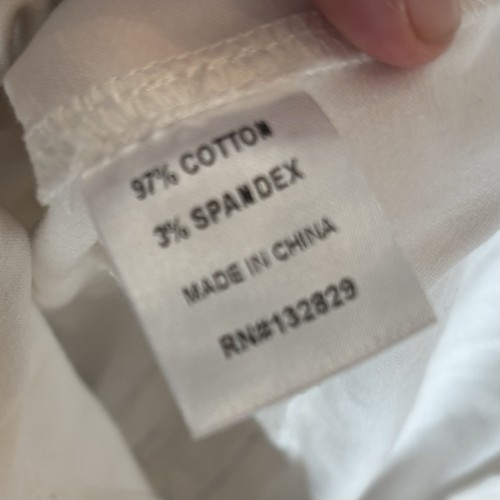 97% COTTON
3% SPANDEX
MADE IN CHINA
RN#132829